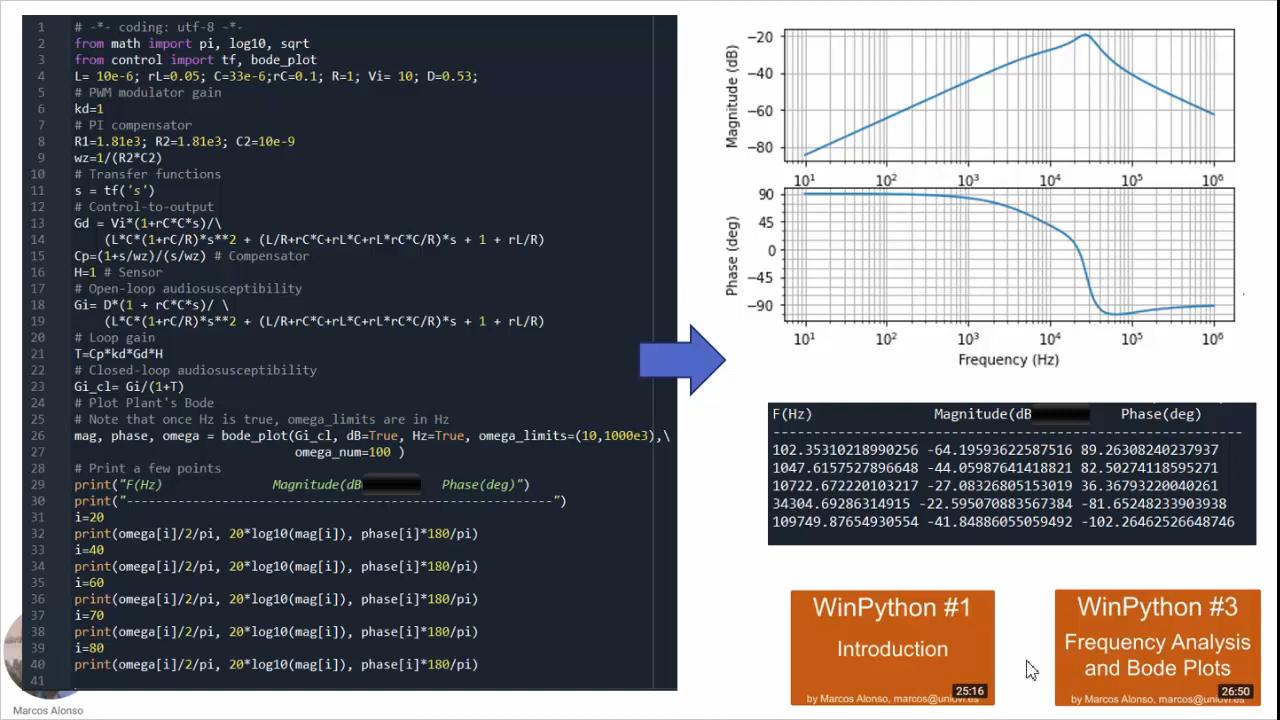 1 # -*- coding: utf-8 -*-
2 from math import pi, log10, sqrt
3 from control import tf, bode_plot
4 L= 10e-6; rL=0.05; C=33e-6;rC=0.1; R=1; Vi= 10; D=0.53;
5 # PWM modulator gain
6 kd=1
7 # PI compensator
8 R1=1.81e3; R2=1.81e3; C2=10e-9
9 wz=1/(R2*C2)
10 # Transfer functions
11 s = tf('s')
12 # Control-to-output
13 Gd = Vi*(1+rC*C*s)/\
14 (L*C*(1+rC/R)*s**2 + (L/R+rC*C+rL*C+rL*rC*C/R)*s + 1 + rL/R)
15 Cp=(1+s/wz)/(s/wz) # Compensator
16 H=1 # Sensor
17 # Open-loop audiosusceptibility
18 Gi= D*(1 + rC*C*s)/ \
19 (L*C*(1+rC/R)*s**2 + (L/R+rC*C+rL*C+rL*rC*C/R)*s + 1 + rL/R)
20 # Loop gain
21 T=Cp*kd*Gd*H
22 # Closed-loop audiosusceptibility
23 Gi_cl= Gi/(1+T)
24 # Plot Plant's Bode
25 # Note that once Hz is true, omega_limits are in Hz
26 mag, phase, omega = bode_plot(Gi_cl, dB=True, Hz=True, omega_limits=(10,1000e3),\
27 omega_num=100 )
28 # Print a few points
29 print("F(Hz) Magnitude(dB Phase(deg)")
30 print("---------------------------------------------------------")
31 i=20
32 print(omega[i]/2/pi, 20*log10(mag[i]), phase[i]*180/pi)
33 i=40
34 print(omega[i]/2/pi, 20*log10(mag[i]), phase[i]*180/pi)
35 i=60
36 print(omega[i]/2/pi, 20*log10(mag[i]), phase[i]*180/pi)
37 i=70
38 print(omega[i]/2/pi, 20*log10(mag[i]), phase[i]*180/pi)
39 i=80
40 print(omega[i]/2/pi, 20*log10(mag[i]), phase[i]*180/pi)
41
Marcos Alonso
Magnitude (dB)
−20
−40
−60
−80
10¹ 10² 10³ 10⁴ 10⁵ 10⁶
Phase (deg)
90
45
0
−45
−90
10¹ 10² 10³ 10⁴ 10⁵ 10⁶
Frequency (Hz)
F(Hz) Magnitude(dB Phase(deg)
---------------------------------------------------------
102.35310218990256 -64.19593622587516 89.26308240237937
1047.6157527896648 -44.05987641418821 82.50274118595271
10722.672220103217 -27.08326805153019 36.36793220040261
34304.69286314915 -22.595070883567384 -81.65248233903938
109749.87654930554 -41.84886055059492 -102.26462526648746
WinPython #1
Introduction
25:16
by Marcos Alonso, marcos@uniovi.es
WinPython #3
Frequency Analysis
and Bode Plots
26:50
by Marcos Alonso, marcos@uniovi.es